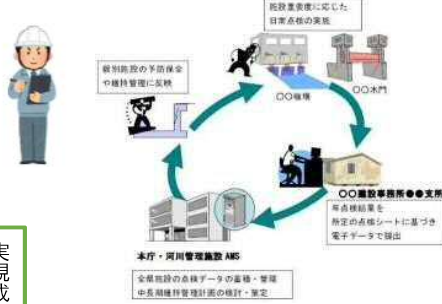 施設重要度に応じた
日常点検の実施
個別施設の予防保全
や維持管理に反映
〇〇水門
〇〇建設事務所●●支所
年点検結果を
所定の点検シートに基づき
電子データで提出
本庁・河川管理施設 AMS
全県施設の点検データの蓄積・管理
中長期維持管理計画の検討・策定